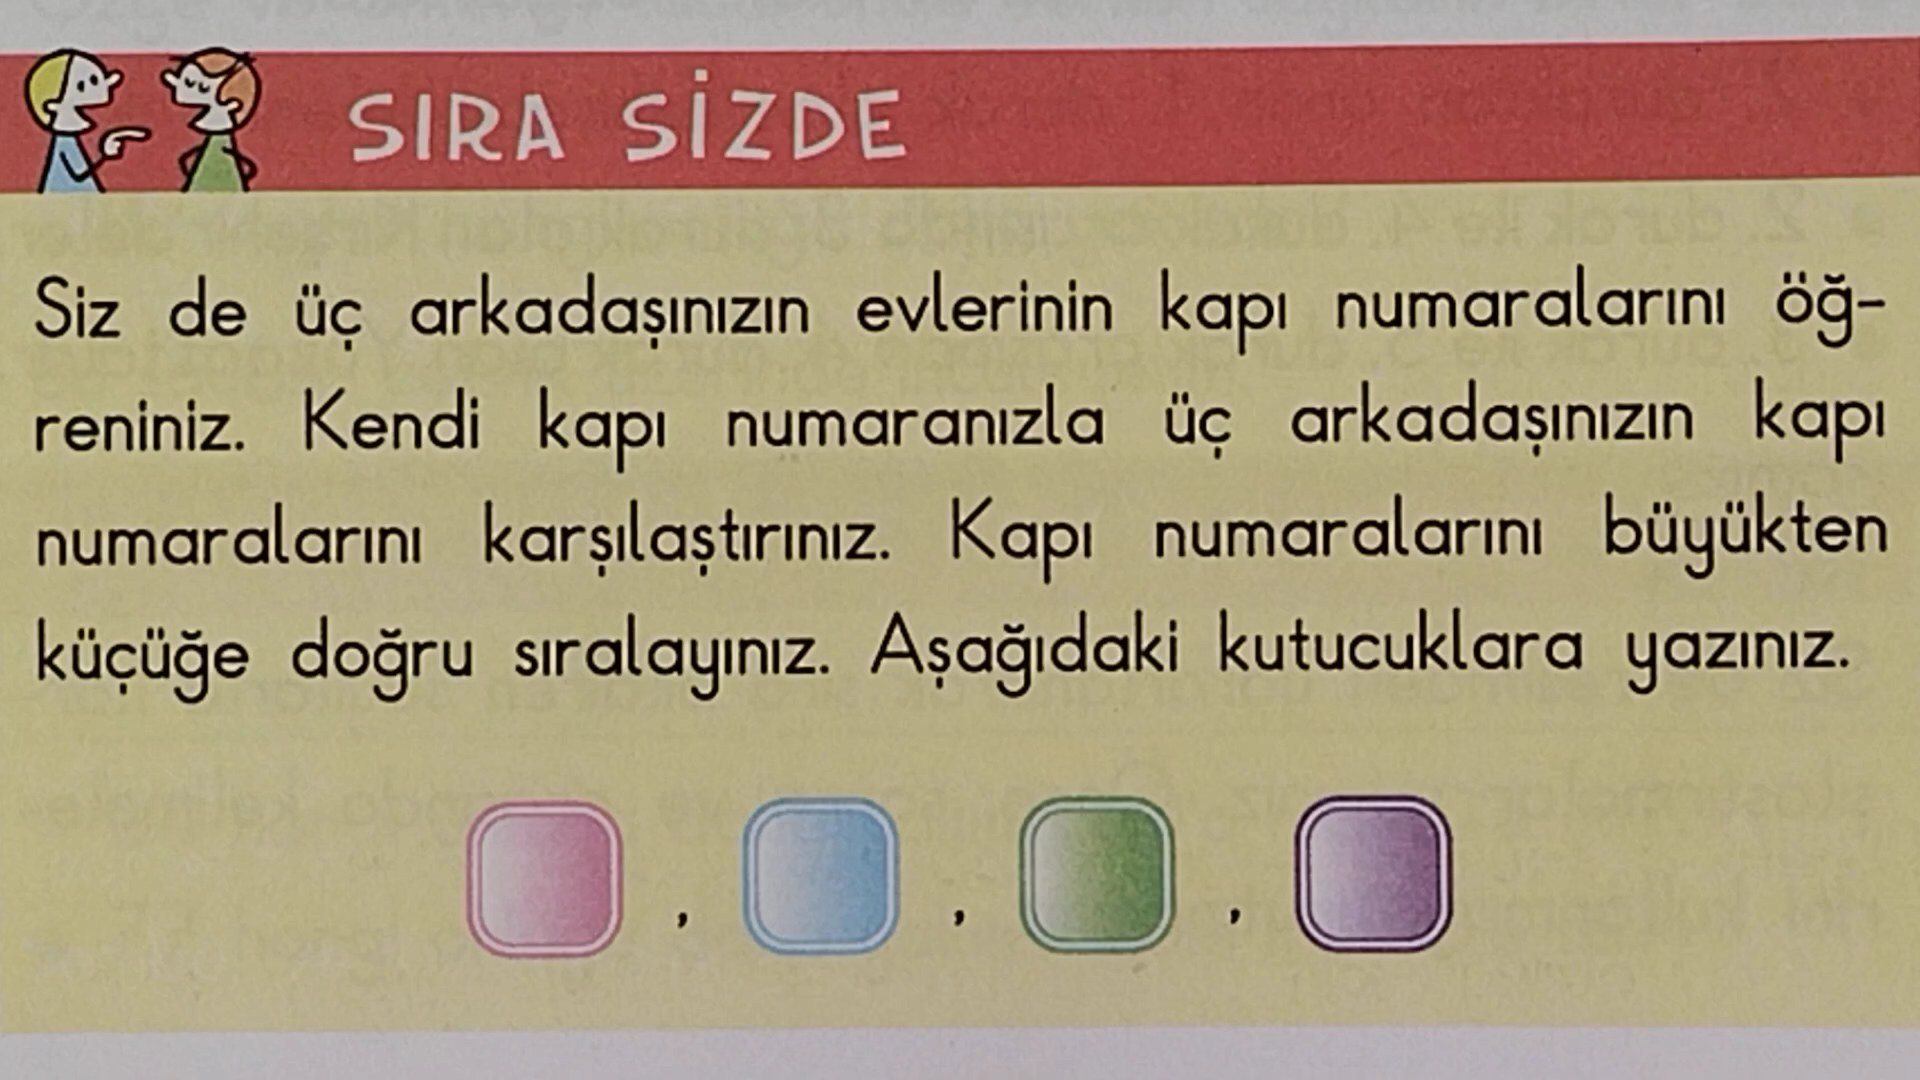 SIRA SİZDE
Siz de üç arkadaşınızın evlerinin kapı numaralarını öğ-
reniniz. Kendi kapı numaranızla üç arkadaşınızın kapı
numaralarını karşılaştırınız. Kapı numaralarını büyükten
küçüğe doğru sıralayınız. Aşağıdaki kutucuklara yazınız.
, , ,